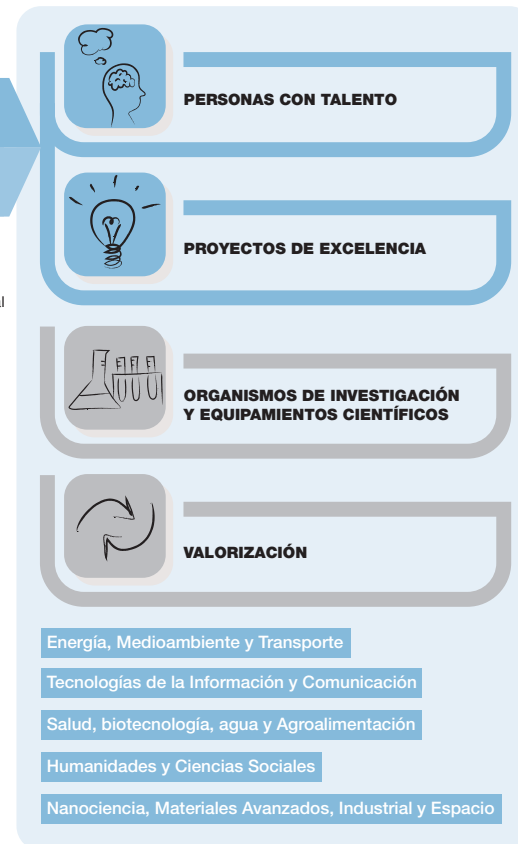 PERSONAS CON TALENTO
PROYECTOS DE EXCELENCIA
ORGANISMOS DE INVESTIGACIÓN
Y EQUIPAMIENTOS CIENTÍFICOS
VALORIZACIÓN
Energía, Medioambiente y Transporte
Tecnologías de la Información y Comunicación
Salud, biotecnología, agua y Agroalimentación
Humanidades y Ciencias Sociales
Nanociencia, Materiales Avanzados, Industrial y Espacio